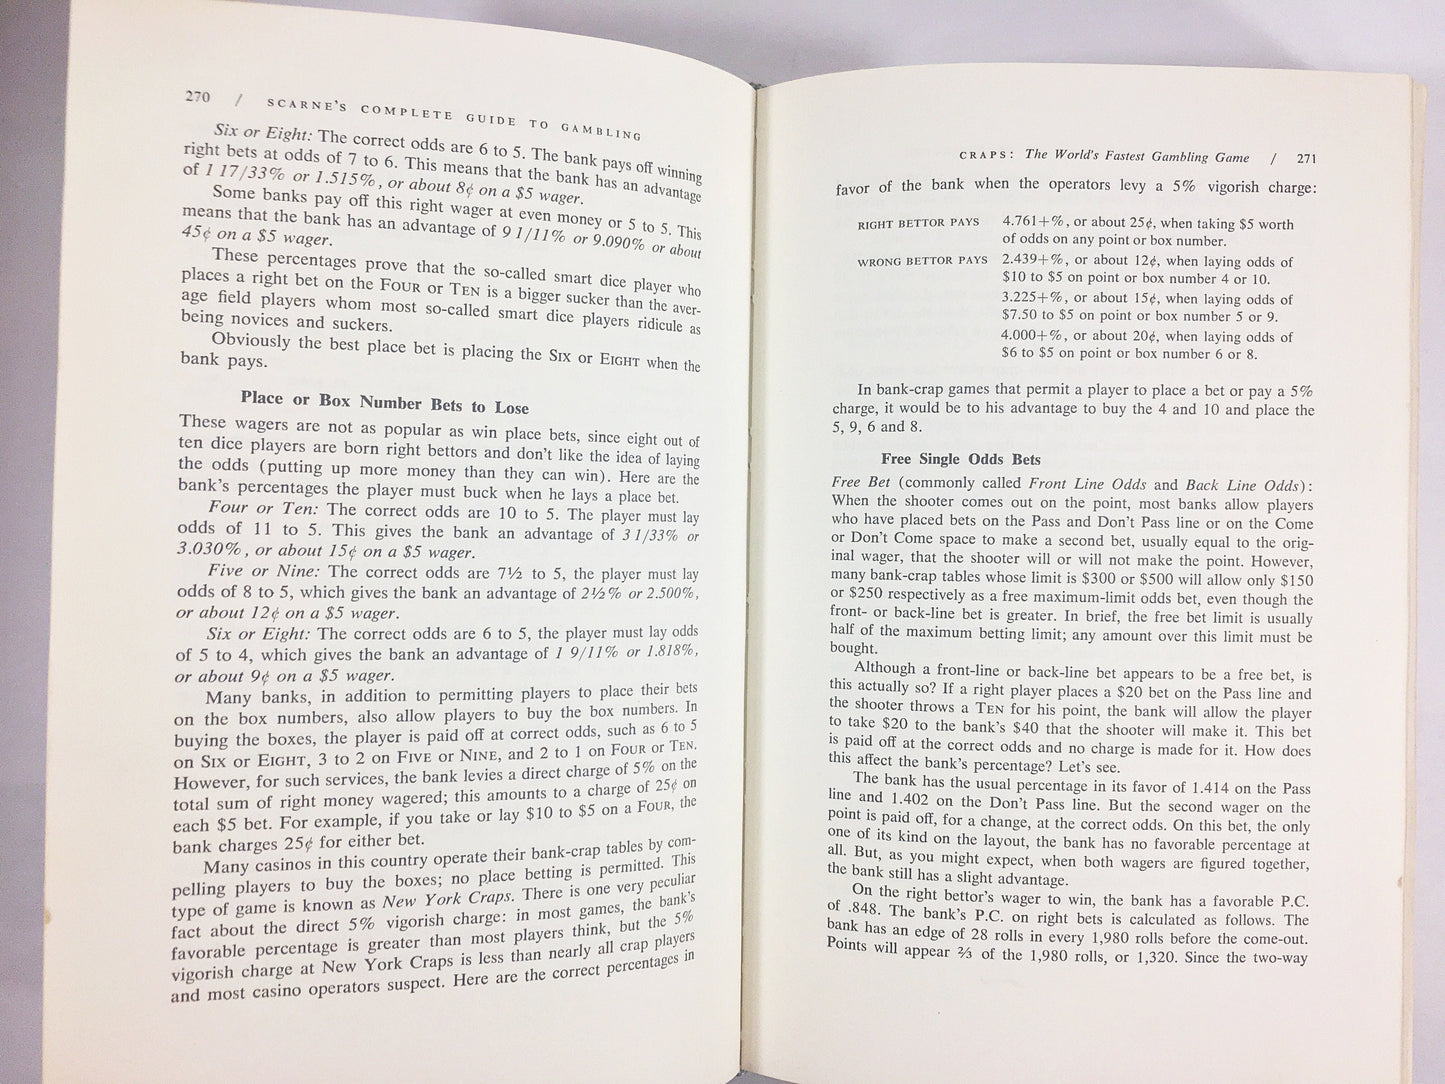 270 / SCARNE'S COMPLETE GUIDE TO GAMBLING
Six or Eight: The correct odds are 6 to 5. The bank pays off winning
right bets at odds of 7 to 6. This means that the bank has an advantage
of 1 17/33% or 1.515%, or about 8¢ on a $5 wager.
Some banks pay off this right wager at even money or 5 to 5. This
means that the bank has an advantage of 9 1/11% or 9.090% or about
45¢ on a $5 wager.
These percentages prove that the so-called smart dice player who
places a right bet on the FOUR or TEN is a bigger sucker than the aver-
age field players whom most so-called smart dice players ridicule as
being novices and suckers.
Obviously the best place bet is placing the SIX or EIGHT when the
bank pays.
Place or Box Number Bets to Lose
These wagers are not as popular as win place bets, since eight out of
ten dice players are born right bettors and don't like the idea of laying
the odds (putting up more money than they can win). Here are the
bank's percentages the player must buck when he lays a place bet.
Four or Ten: The correct odds are 10 to 5. The player must lay
odds of 11 to 5. This gives the bank an advantage of 3 1/33% or
3.030%, or about 15¢ on a $5 wager.
Five or Nine: The correct odds are 7½ to 5, the player must lay
odds of 8 to 5, which gives the bank an advantage of 2½% or 2.500%,
or about 12¢ on a $5 wager.
Six or Eight: The correct odds are 6 to 5, the player must lay odds
of 5 to 4, which gives the bank an advantage of 1 9/11% or 1.818%,
or about 9¢ on a $5 wager.
Many banks, in addition to permitting players to place their bets
on the box numbers, also allow players to buy the box numbers. In
buying the boxes, the player is paid off at correct odds, such as 6 to 5
on SIX or EIGHT, 3 to 2 on FIVE or NINE, and 2 to 1 on FOUR or TEN.
However, for such services, the bank levies a direct charge of 5% on the
total sum of right money wagered; this amounts to a charge of 25¢ on
each $5 bet. For example, if you take or lay $10 to $5 on a FOUR, the
bank charges 25¢ for either bet.
Many casinos in this country operate their bank-crap tables by com-
pelling players to buy the boxes; no place betting is permitted. This
type of game is known as New York Craps. There is one very peculiar
fact about the direct 5% vigorish charge: in most games, the bank's
favorable percentage is greater than most players think, but the 5%
vigorish charge at New York Craps is less than nearly all crap players
and most casino operators suspect. Here are the correct percentages in
CRAPS: The World's Fastest Gambling Game / 271
favor of the bank when the operators levy a 5% vigorish charge:
RIGHT BETTOR PAYS 4.761+%, or about 25¢, when taking $5 worth
of odds on any point or box number.
WRONG BETTOR PAYS 2.439+%, or about 12¢, when laying odds of
$10 to $5 on point or box number 4 or 10.
3.225+%, or about 15¢, when laying odds of
$7.50 to $5 on point or box number 5 or 9.
4.000+%, or about 20¢, when laying odds of
$6 to $5 on point or box number 6 or 8.
In bank-crap games that permit a player to place a bet or pay a 5%
charge, it would be to his advantage to buy the 4 and 10 and place the
5, 9, 6 and 8.
Free Single Odds Bets
Free Bet (commonly called Front Line Odds and Back Line Odds):
When the shooter comes out on the point, most banks allow players
who have placed bets on the Pass and Don't Pass line or on the Come
or Don't Come space to make a second bet, usually equal to the orig-
inal wager, that the shooter will or will not make the point. However,
many bank-crap tables whose limit is $300 or $500 will allow only $150
or $250 respectively as a free maximum-limit odds bet, even though the
front- or back-line bet is greater. In brief, the free bet limit is usually
half of the maximum betting limit; any amount over this limit must be
bought.
Although a front-line or back-line bet appears to be a free bet, is
this actually so? If a right player places a $20 bet on the Pass line and
the shooter throws a TEN for his point, the bank will allow the player
to take $20 to the bank's $40 that the shooter will make it. This bet
is paid off at the correct odds and no charge is made for it. How does
this affect the bank's percentage? Let's see.
The bank has the usual percentage in its favor of 1.414 on the Pass
line and 1.402 on the Don't Pass line. But the second wager on the
point is paid off, for a change, at the correct odds. On this bet, the only
one of its kind on the layout, the bank has no favorable percentage at
all. But, as you might expect, when both wagers are figured together,
the bank still has a slight advantage.
On the right bettor's wager to win, the bank has a favorable P.C.
of .848. The bank's P.C. on right bets is calculated as follows. The
bank has an edge of 28 rolls in every 1,980 rolls before the come-out.
Points will appear ⅔ of the 1,980 rolls, or 1,320. Since the two-way